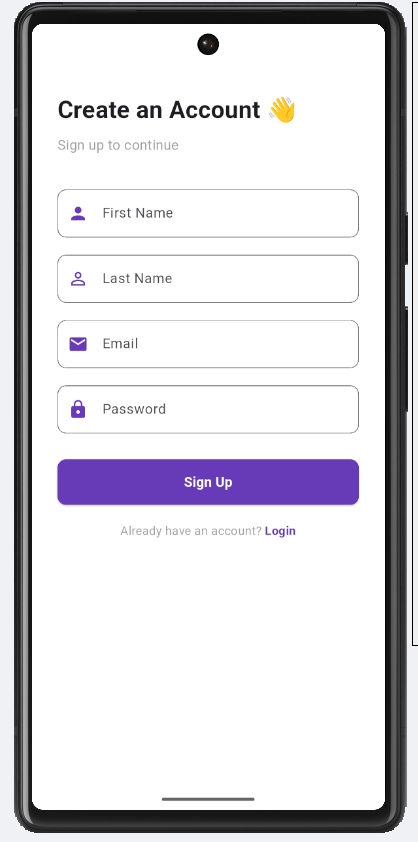 Create an Account 👋
Sign up to continue
First Name
Last Name
Email
Password
Sign Up
Already have an account? Login